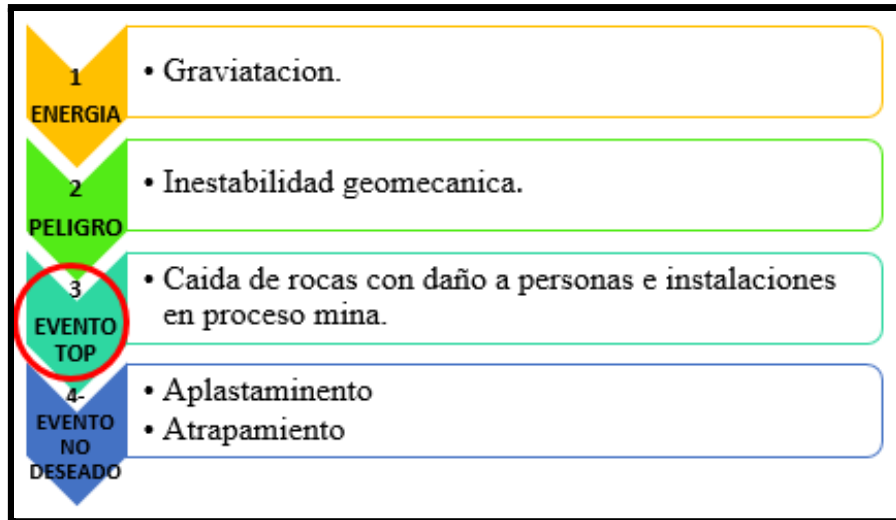 1
ENERGIA
• Graviatacion.
2
PELIGRO
• Inestabilidad geomecanica.
3
EVENTO
TOP
• Caida de rocas con daño a personas e instalaciones
en proceso mina.
4-
EVENTO
NO
DESEADO
• Aplastaminento
• Atrapamiento